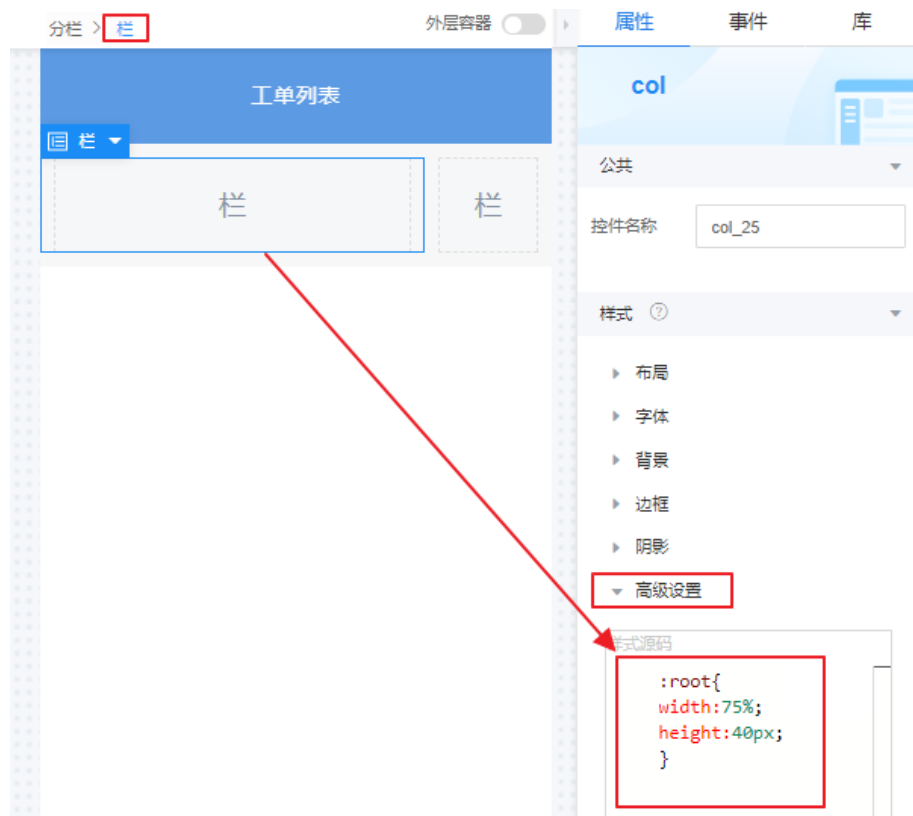 分栏 > 栏
外层容器
工单列表
栏
栏
栏
属性 事件 库
col
公共
控件名称 col_25
样式 ?
布局
字体
背景
边框
阴影
高级设置
样式源码
:root{
width:75%;
height:40px;
}